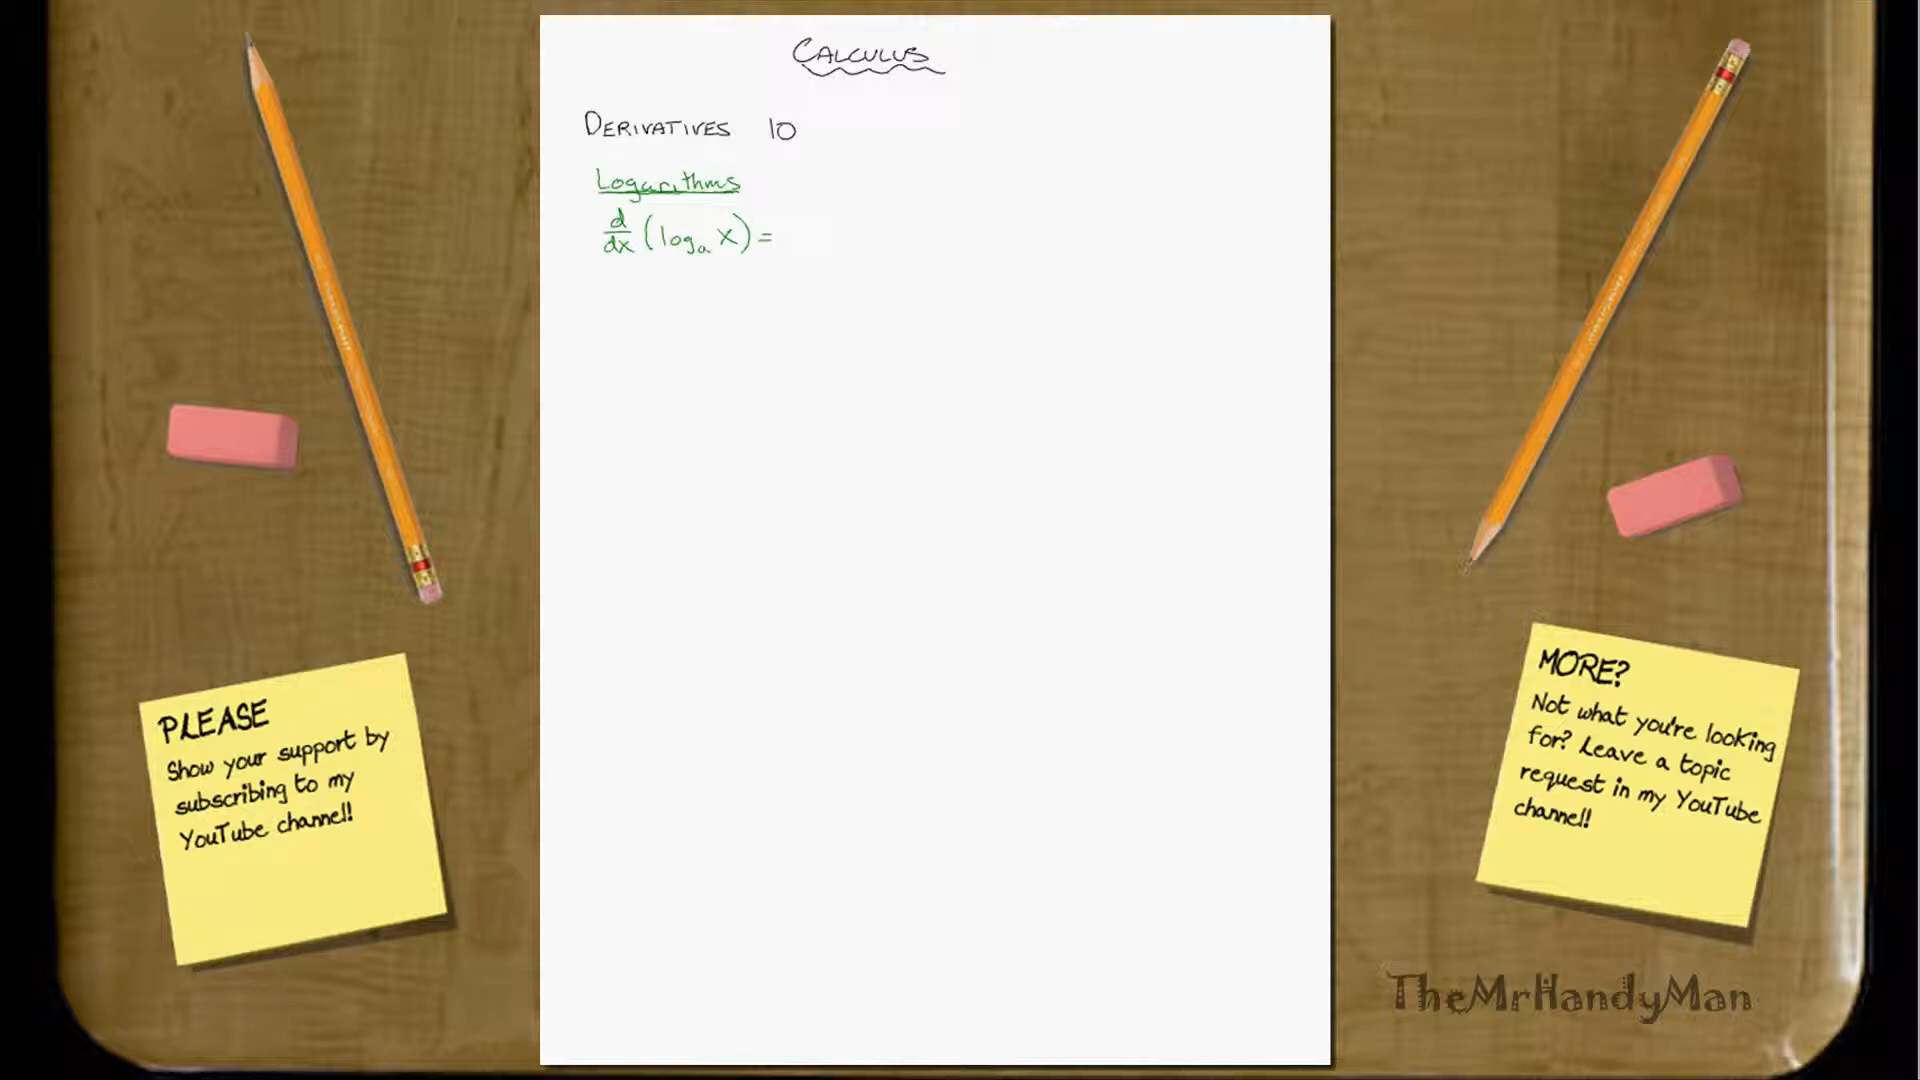 CALCULUS
DERIVATIVES 10
Logarithms
d/dx (logₐ x) =
PLEASE
Show your support by
subscribing to my
YouTube channel!
MORE?
Not what you're looking
for? Leave a topic
request in my YouTube
channel!
TheMrHandyMan